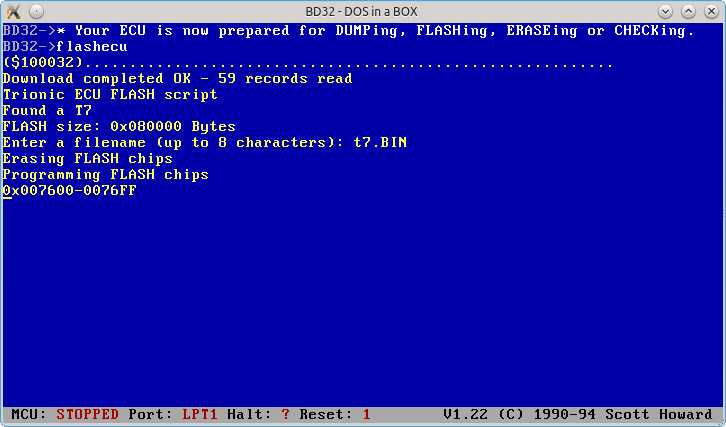 BD32 - DOS in a BOX
BD32->* Your ECU is now prepared for DUMPing, FLASHing, ERASEing or CHECKing.
BD32->flashecu
($100032)...........................................................
Download completed OK - 59 records read
Trionic ECU FLASH script
Found a T7
FLASH size: 0x080000 Bytes
Enter a filename (up to 8 characters): t7.BIN
Erasing FLASH chips
Programming FLASH chips
0x007600-0076FF
MCU: STOPPED Port: LPT1 Halt: ? Reset: 1 V1.22 (C) 1990-94 Scott Howard